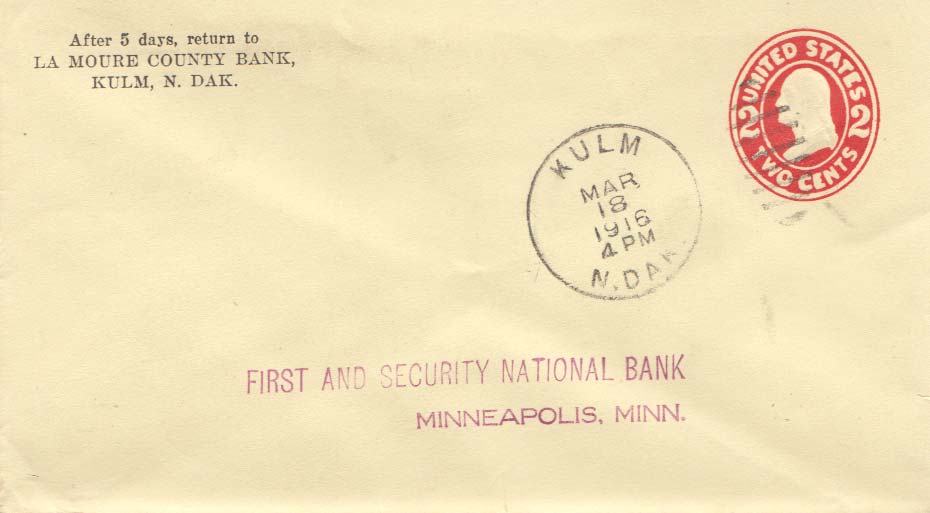 After 5 days, return to
LA MOURE COUNTY BANK,
KULM, N. DAK.
UNITED STATES
2 2
TWO CENTS
KULM
MAR
18
1916
4 PM
N. DAK.
FIRST AND SECURITY NATIONAL BANK
MINNEAPOLIS, MINN.